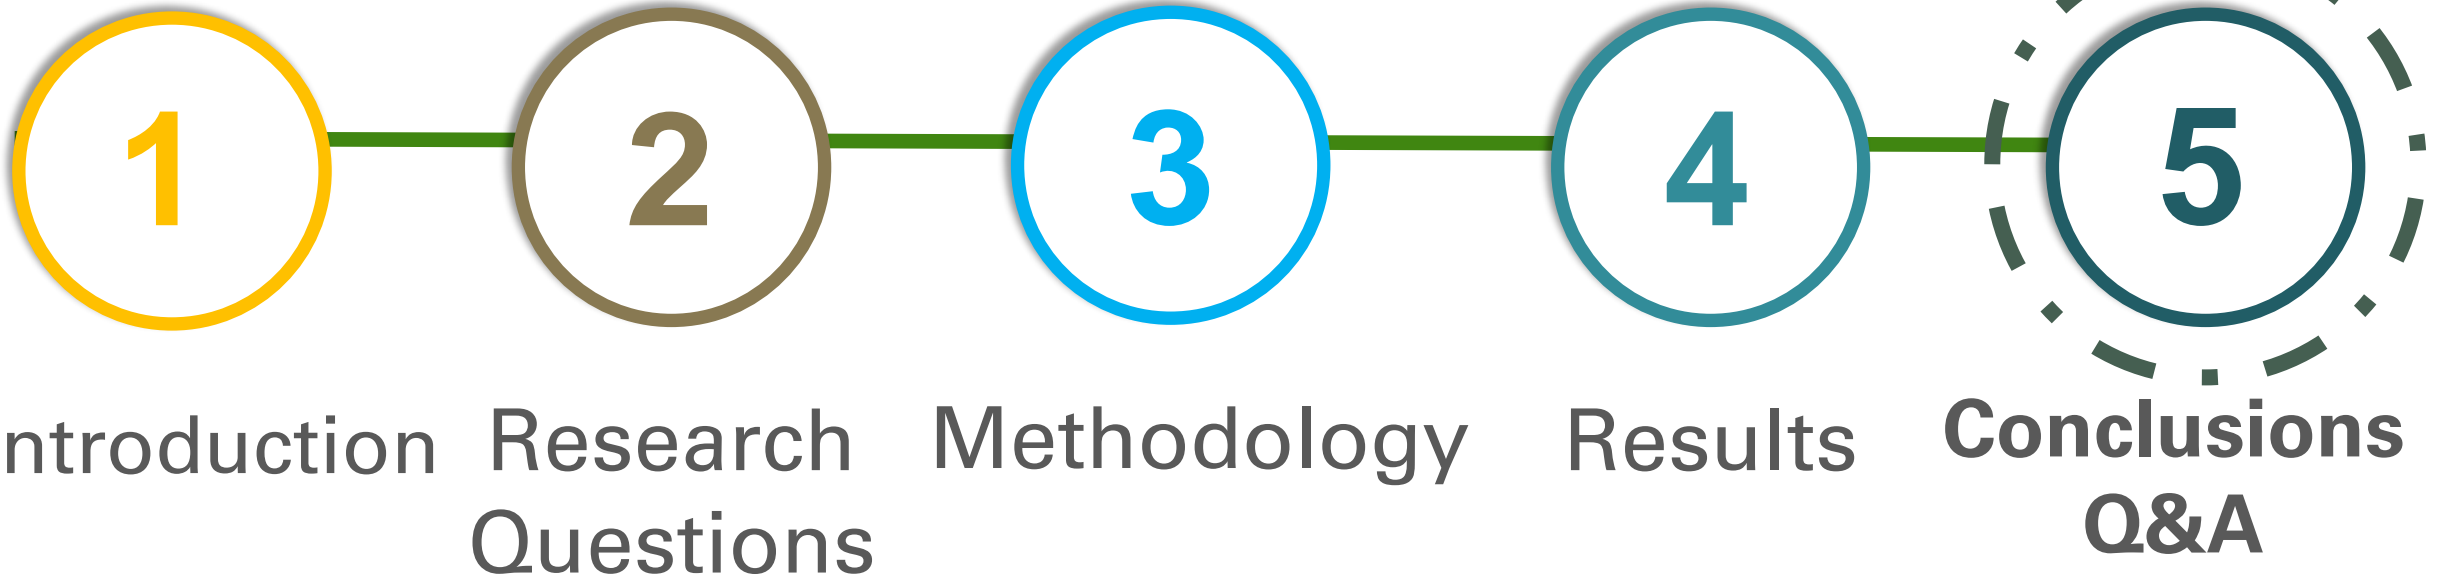 1 2 3 4 5
ntroduction Research Methodology Results Conclusions
Questions Q&A